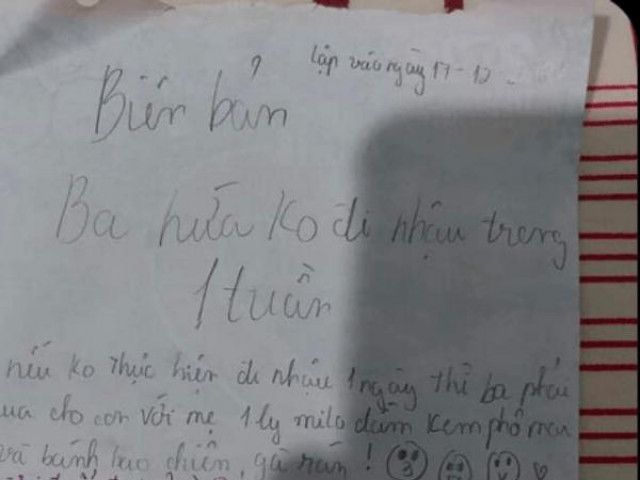 lập vào ngày 17-12
Biên bản
Ba hứa ko đi nhậu trong
1 tuần
nếu ko thực hiện đi nhậu 1 ngày thì ba phải
mua cho con với mẹ 1 ly milo dầm kem phô mai
và bánh bao chiên, gà rán!